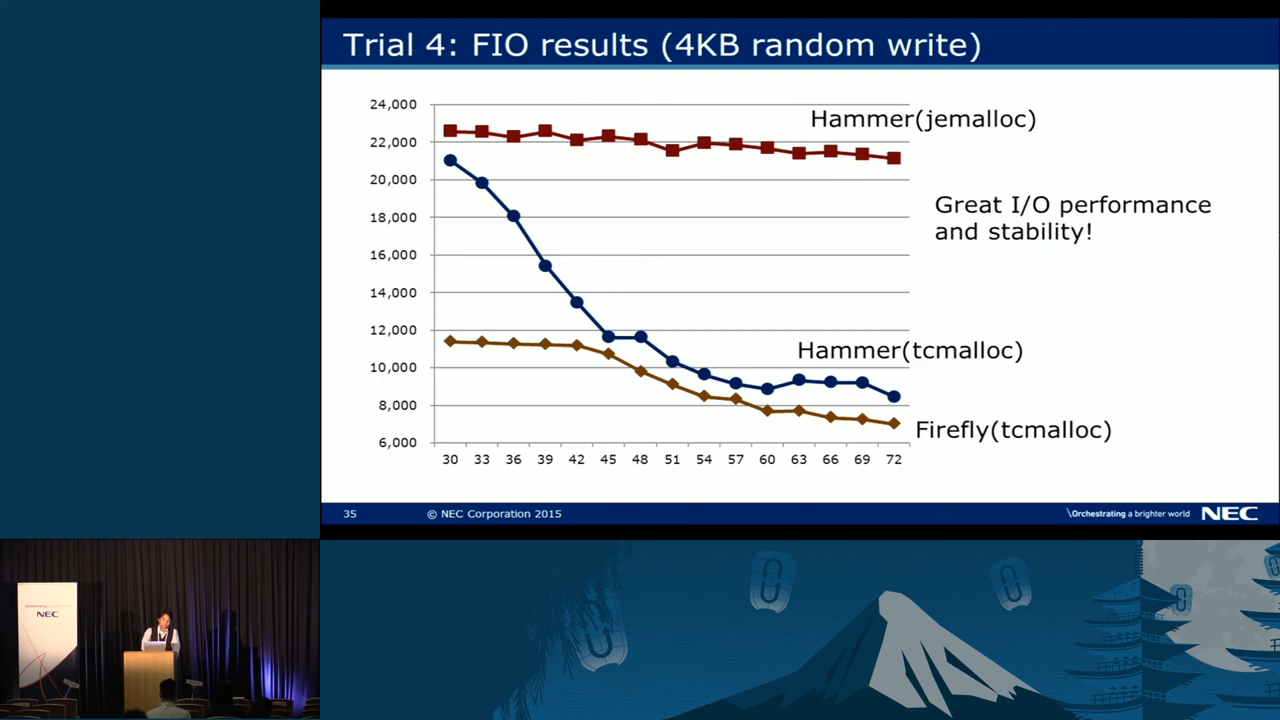 Trial 4: FIO results (4KB random write)
24,000
22,000
20,000
18,000
16,000
14,000
12,000
10,000
8,000
6,000
30 33 36 39 42 45 48 51 54 57 60 63 66 69 72
Hammer(jemalloc)
Great I/O performance
and stability!
Hammer(tcmalloc)
Firefly(tcmalloc)
35 © NEC Corporation 2015 \Orchestrating a brighter world NEC
NEC